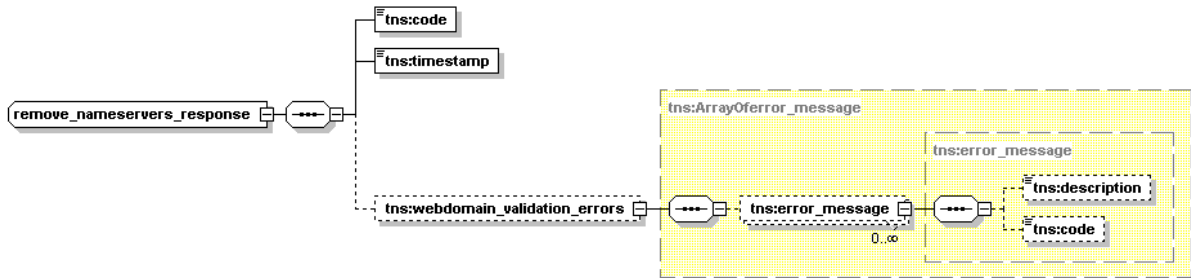 tns:code
tns:timestamp
remove_nameservers_response
tns:ArrayOferror_message
tns:error_message
tns:description
tns:webdomain_validation_errors
tns:error_message
0..∞
tns:code